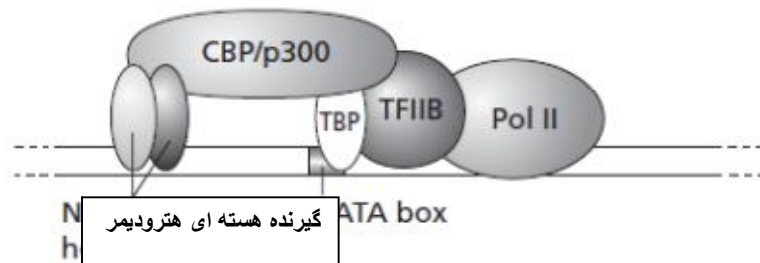 CBP/p300
TBP
TFIIB
Pol II
گیرنده هسته ای هترودیمر
ATA box